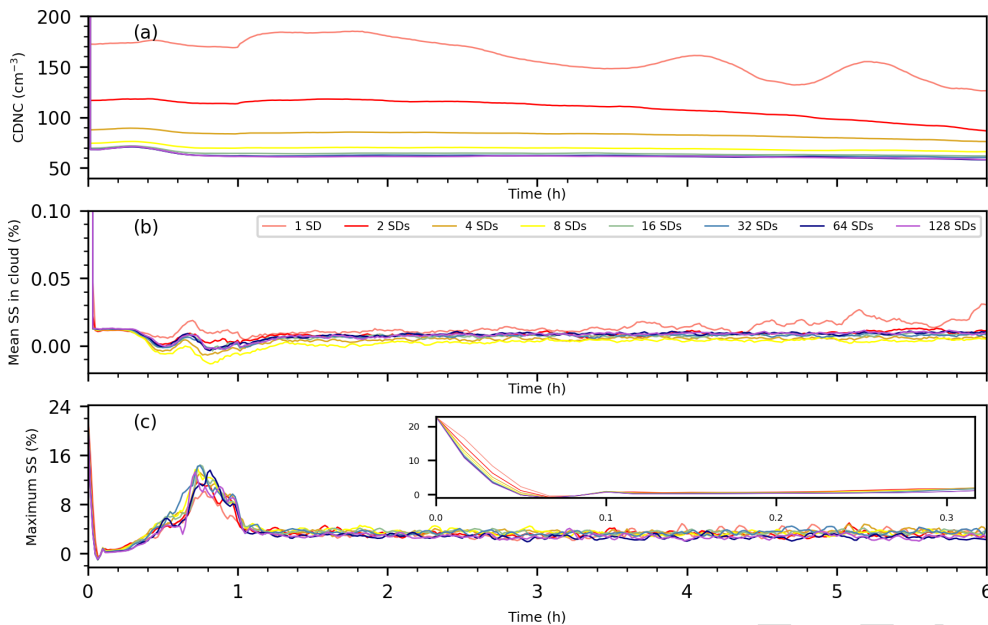 200
(a)
150
100
50
CDNC (cm⁻³)
Time (h)
0.10
(b)
1 SD 2 SDs 4 SDs 8 SDs 16 SDs 32 SDs 64 SDs 128 SDs
0.05
0.00
Mean SS in cloud (%)
Time (h)
24
(c)
16
8
0
Maximum SS (%)
20
10
0
0.0 0.1 0.2 0.3
0 1 2 3 4 5 6
Time (h)